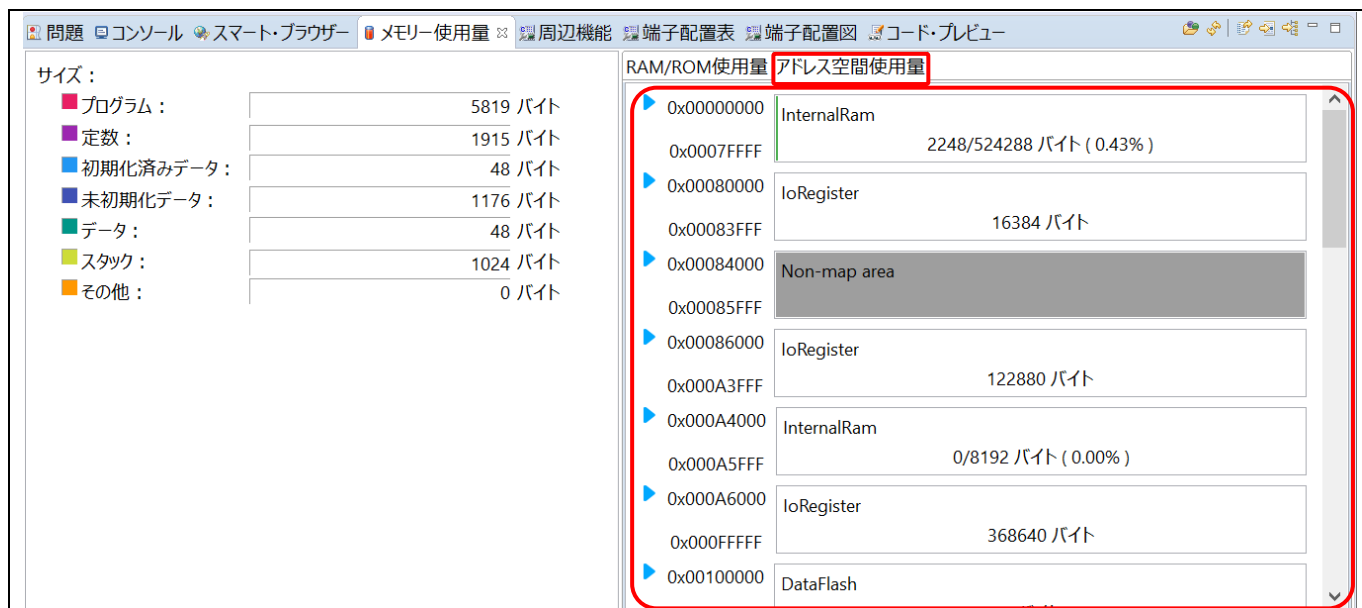 問題 コンソール スマート・ブラウザー メモリー使用量 周辺機能 端子配置表 端子配置図 コード・プレビュー
サイズ：
プログラム： 5819 バイト
定数： 1915 バイト
初期化済みデータ： 48 バイト
未初期化データ： 1176 バイト
データ： 48 バイト
スタック： 1024 バイト
その他： 0 バイト
RAM/ROM使用量 アドレス空間使用量
0x00000000 InternalRam
0x0007FFFF 2248/524288 バイト ( 0.43% )
0x00080000 IoRegister
0x00083FFF 16384 バイト
0x00084000 Non-map area
0x00085FFF
0x00086000 IoRegister
0x000A3FFF 122880 バイト
0x000A4000 InternalRam
0x000A5FFF 0/8192 バイト ( 0.00% )
0x000A6000 IoRegister
0x000FFFFF 368640 バイト
0x00100000 DataFlash